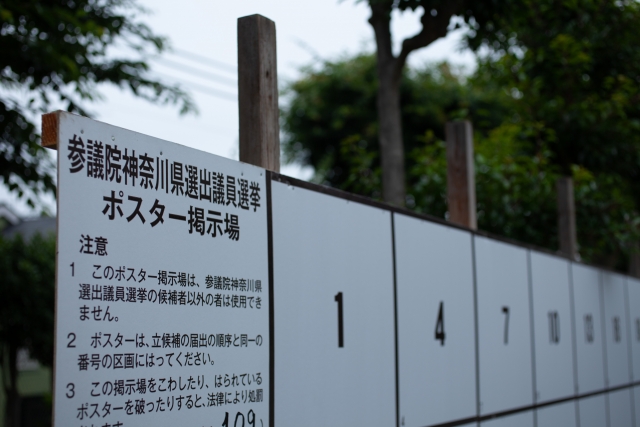 参議院神奈川県選出議員選挙
ポスター掲示場
注意
1 このポスター掲示場は、参議院神奈川県
選出議員選挙の候補者以外の者は使用でき
ません。
2 ポスターは、立候補の届出の順序と同一の
番号の区画にはってください。
3 この掲示場をこわしたり、はられている
ポスターを破ったりすると、法律により処罰
109
1
4
7
10
13
16